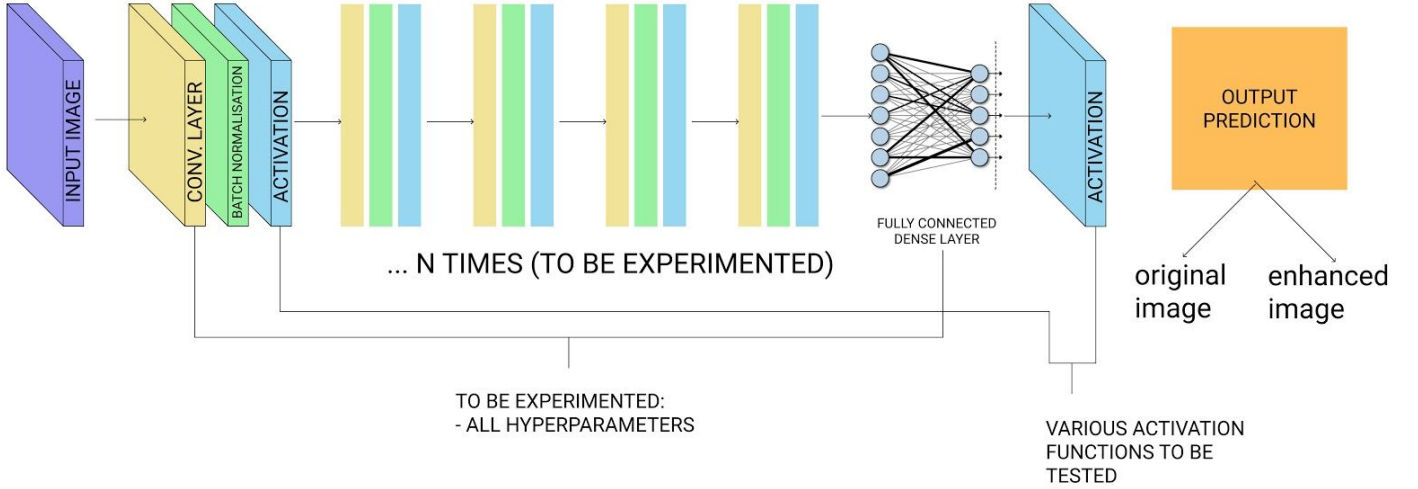 INPUT IMAGE
CONV. LAYER
BATCH NORMALISATION
ACTIVATION
... N TIMES (TO BE EXPERIMENTED)
FULLY CONNECTED
DENSE LAYER
ACTIVATION
OUTPUT
PREDICTION
original
image
enhanced
image
TO BE EXPERIMENTED:
- ALL HYPERPARAMETERS
VARIOUS ACTIVATION
FUNCTIONS TO BE
TESTED